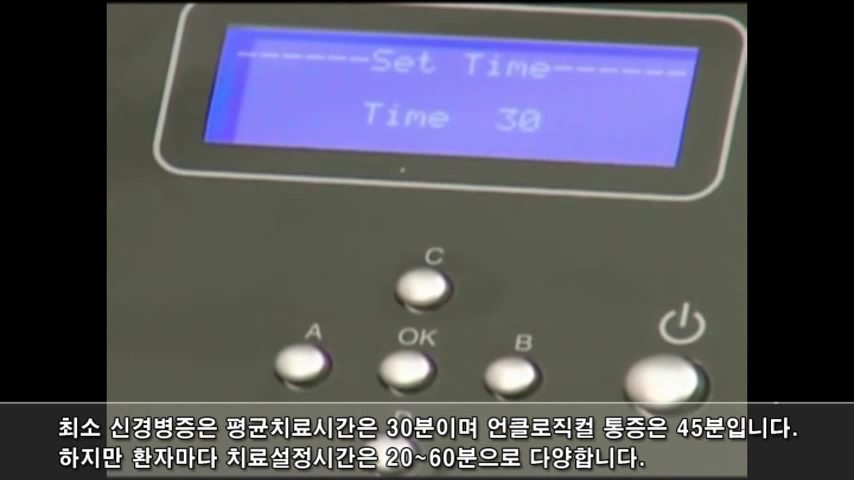 ------Set Time------
Time 30
C
A OK B
최소 신경병증은 평균치료시간은 30분이며 언클로직컬 통증은 45분입니다.
하지만 환자마다 치료설정시간은 20~60분으로 다양합니다.